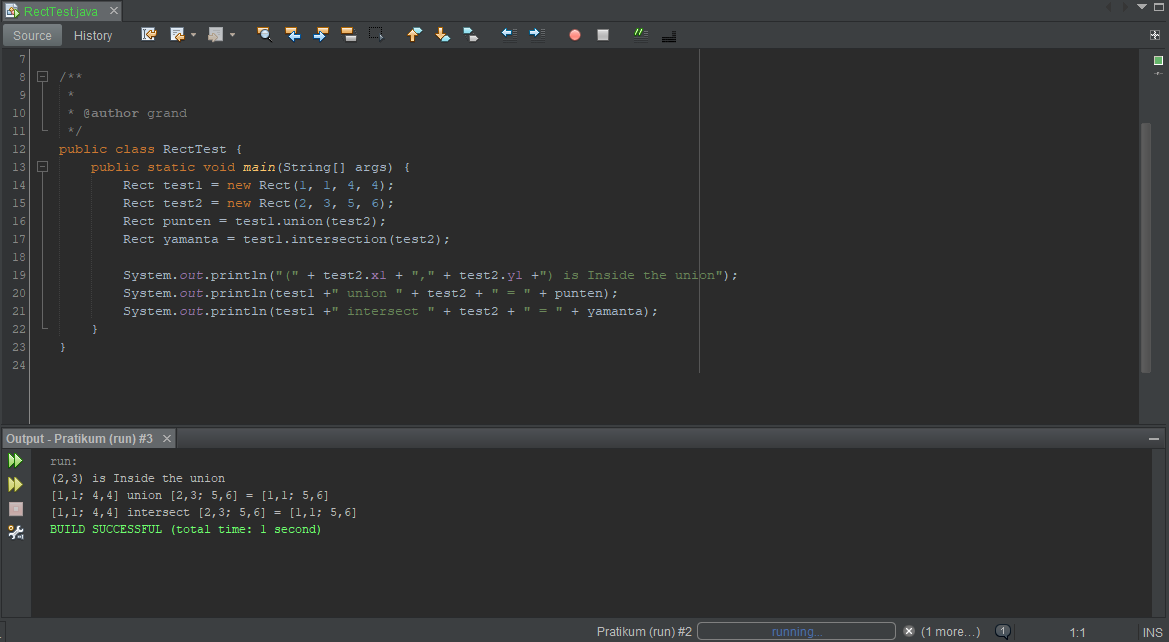 RectTest.java
Source History
7
8 /**
9 *
10 * @author grand
11 */
12 public class RectTest {
13 public static void main(String[] args) {
14 Rect test1 = new Rect(1, 1, 4, 4);
15 Rect test2 = new Rect(2, 3, 5, 6);
16 Rect punten = test1.union(test2);
17 Rect yamanta = test1.intersection(test2);
18
19 System.out.println("(" + test2.x1 + "," + test2.y1 +") is Inside the union");
20 System.out.println(test1 +" union " + test2 + " = " + punten);
21 System.out.println(test1 +" intersect " + test2 + " = " + yamanta);
22 }
23 }
24
Output - Pratikum (run) #3
run:
(2,3) is Inside the union
[1,1; 4,4] union [2,3; 5,6] = [1,1; 5,6]
[1,1; 4,4] intersect [2,3; 5,6] = [1,1; 5,6]
BUILD SUCCESSFUL (total time: 1 second)
Pratikum (run) #2 running... (1 more...) 1 1:1 INS